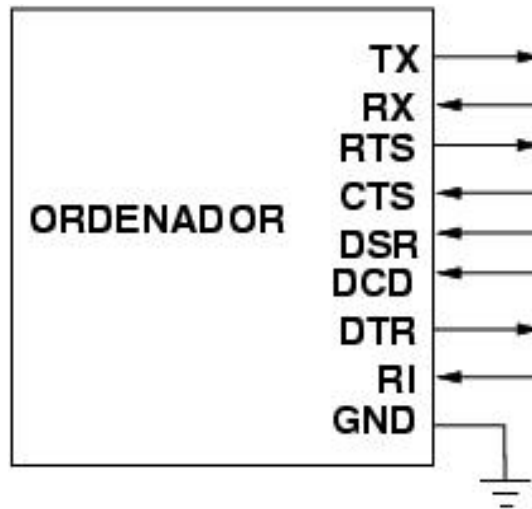 TX
RX
RTS
CTS
ORDENADOR
DSR
DCD
DTR
RI
GND